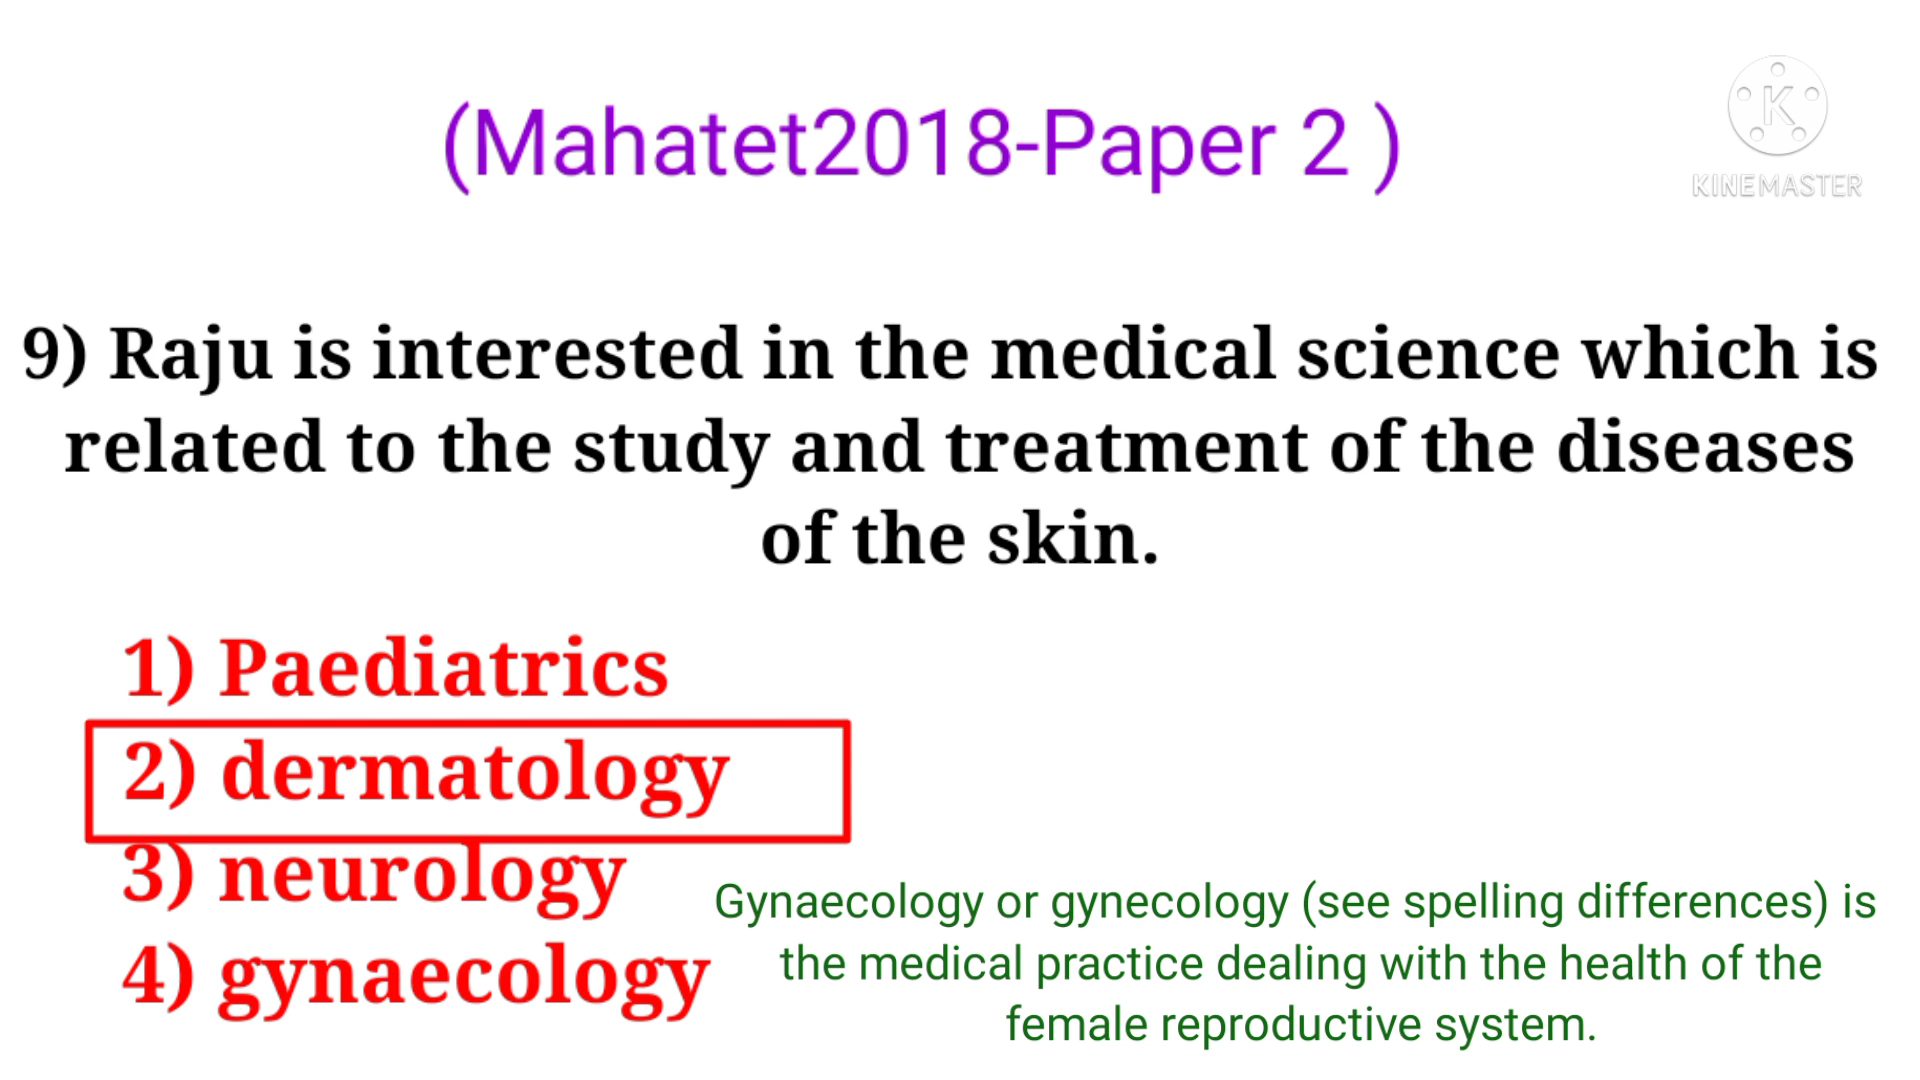 (Mahatet2018-Paper 2 )
KINEMASTER
9) Raju is interested in the medical science which is
related to the study and treatment of the diseases
of the skin.
1) Paediatrics
2) dermatology
3) neurology
4) gynaecology
Gynaecology or gynecology (see spelling differences) is
the medical practice dealing with the health of the
female reproductive system.